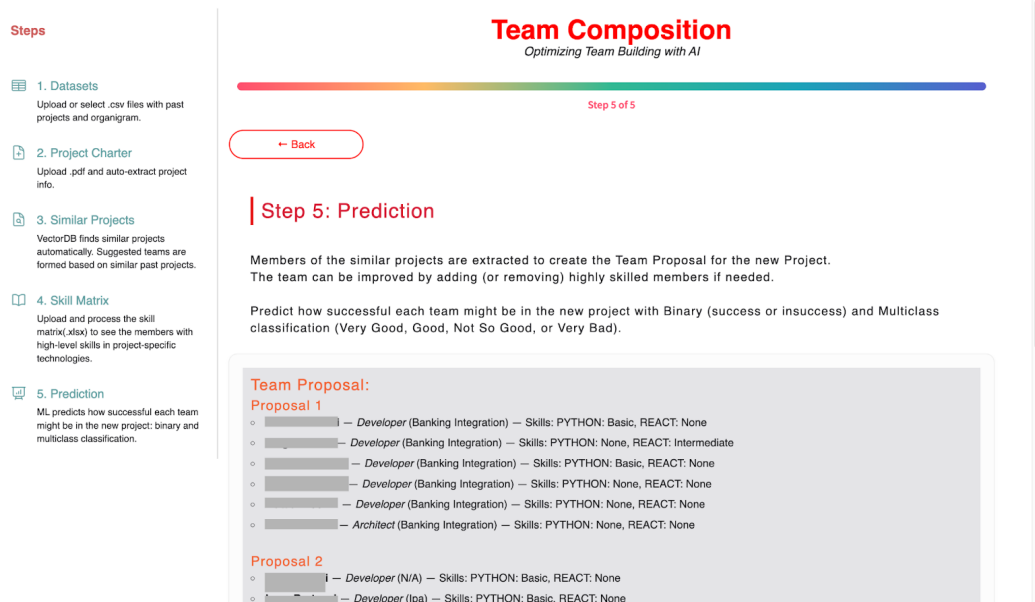 Steps
1. Datasets
Upload or select .csv files with past
projects and organigram.
2. Project Charter
Upload .pdf and auto-extract project
info.
3. Similar Projects
VectorDB finds similar projects
automatically. Suggested teams are
formed based on similar past projects.
4. Skill Matrix
Upload and process the skill
matrix(.xlsx) to see the members with
high-level skills in project-specific
technologies.
5. Prediction
ML predicts how successful each team
might be in the new project: binary and
multiclass classification.
Team Composition
Optimizing Team Building with AI
Step 5 of 5
← Back
Step 5: Prediction
Members of the similar projects are extracted to create the Team Proposal for the new Project.
The team can be improved by adding (or removing) highly skilled members if needed.
Predict how successful each team might be in the new project with Binary (success or insuccess) and Multiclass
classification (Very Good, Good, Not So Good, or Very Bad).
Team Proposal:
Proposal 1
— Developer (Banking Integration) — Skills: PYTHON: Basic, REACT: None
— Developer (Banking Integration) — Skills: PYTHON: None, REACT: Intermediate
— Developer (Banking Integration) — Skills: PYTHON: Basic, REACT: None
— Developer (Banking Integration) — Skills: PYTHON: None, REACT: None
— Developer (Banking Integration) — Skills: PYTHON: None, REACT: None
— Architect (Banking Integration) — Skills: PYTHON: None, REACT: None
Proposal 2
— Developer (N/A) — Skills: PYTHON: Basic, REACT: None
— Developer (Ipa) — Skills: PYTHON: Basic, REACT: None